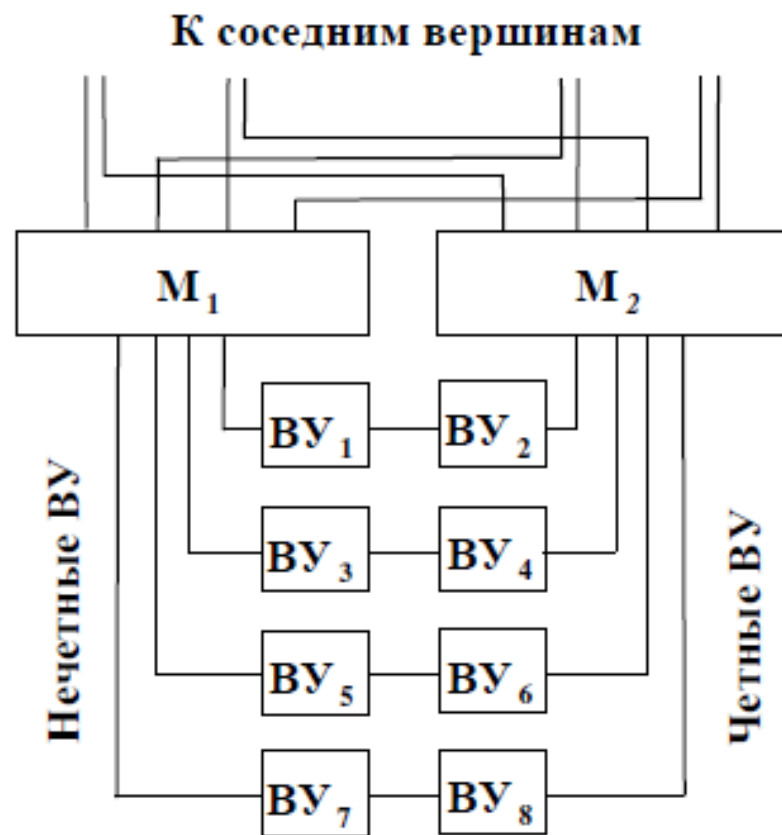 К соседним вершинам
М1
М2
ВУ1
ВУ2
ВУ3
ВУ4
ВУ5
ВУ6
ВУ7
ВУ8
Нечетные ВУ
Четные ВУ